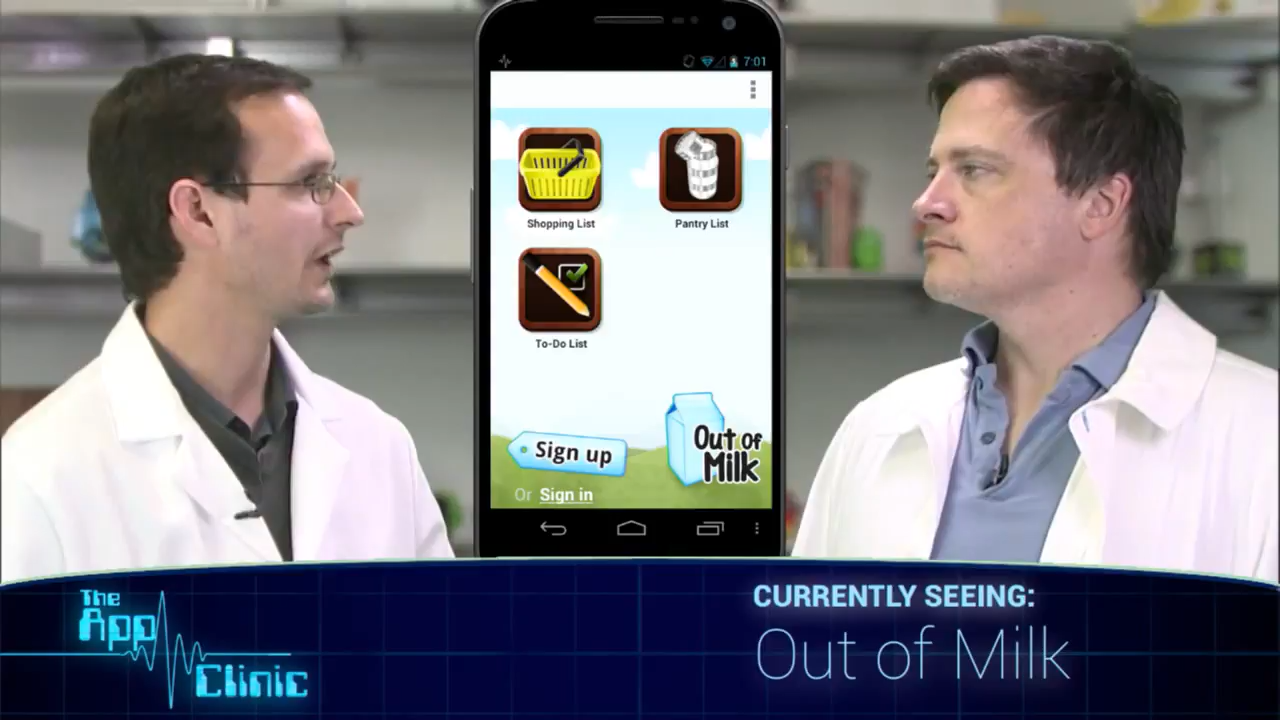 7:01
Shopping List
Pantry List
To-Do List
Out of
Milk
Sign up
Or Sign in
The
App
Clinic
CURRENTLY SEEING:
Out of Milk